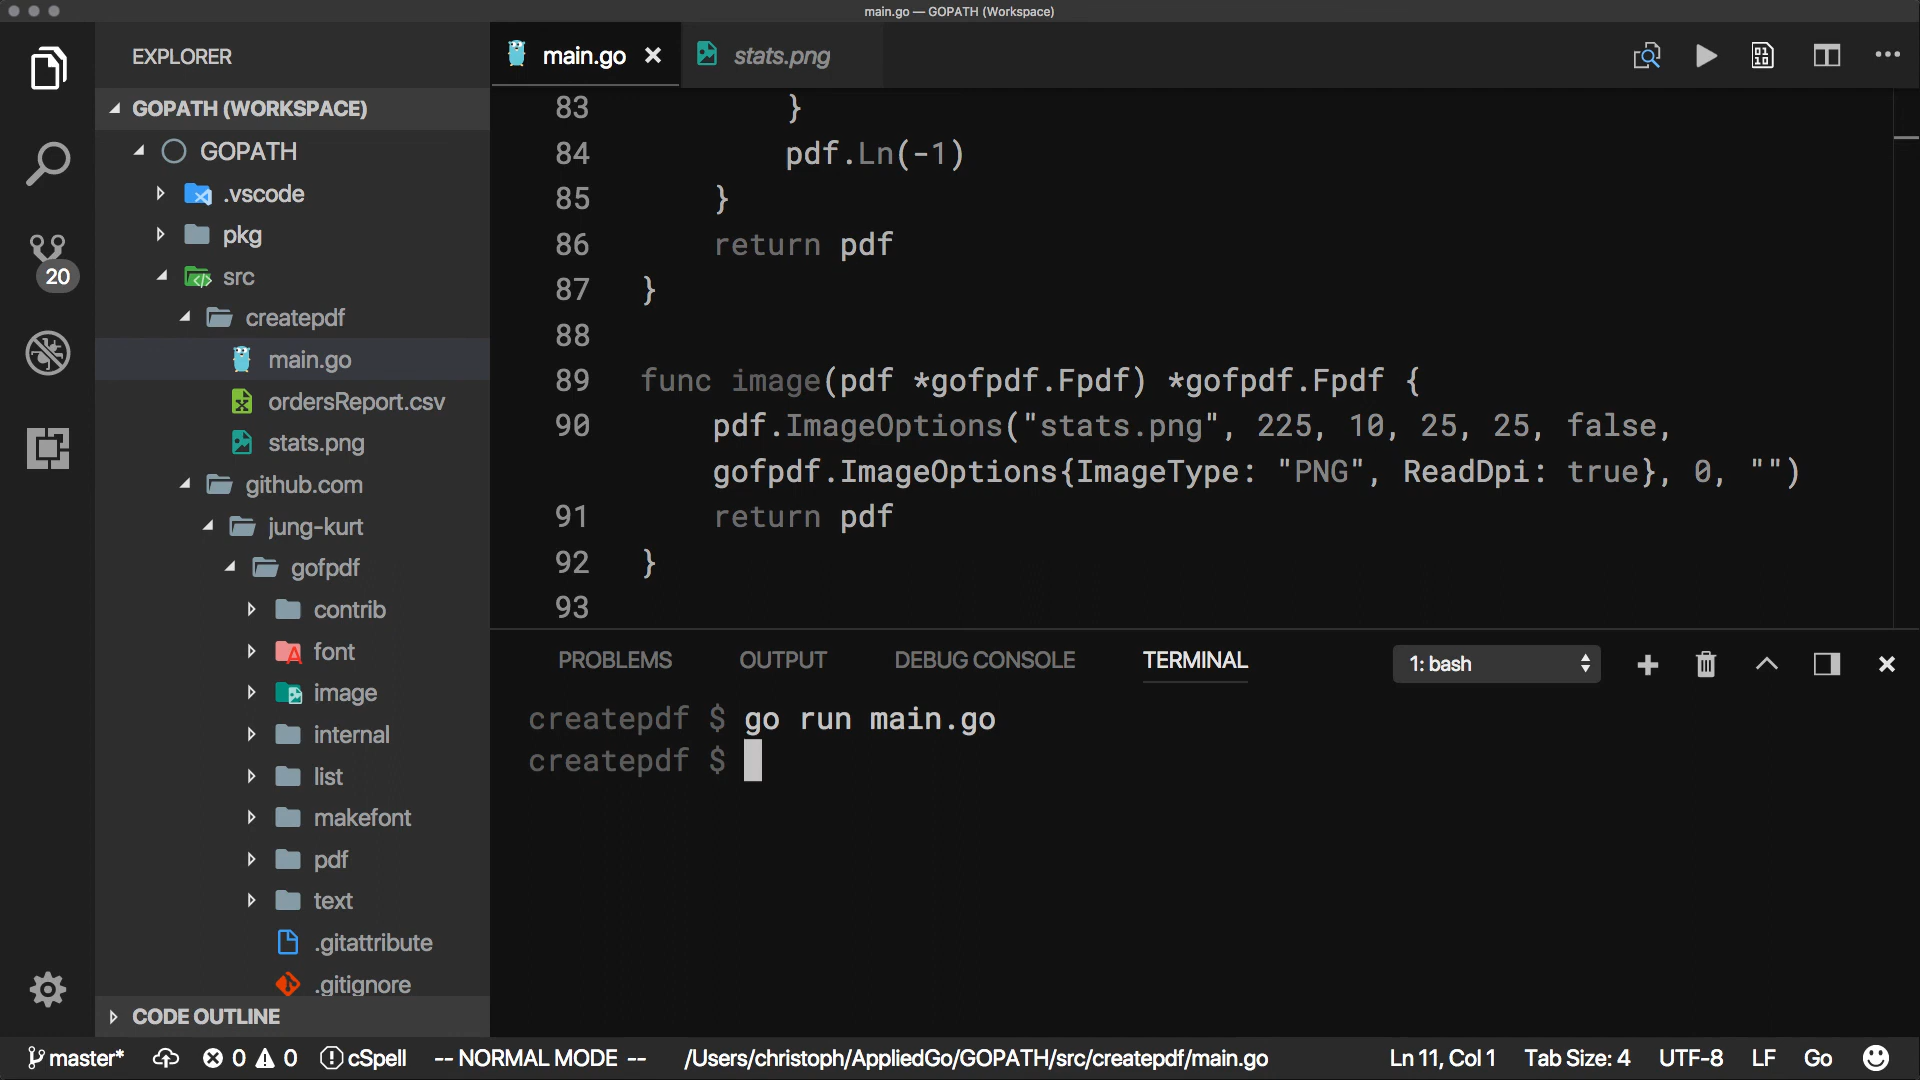 main.go — GOPATH (Workspace)
EXPLORER
main.go
stats.png
GOPATH (WORKSPACE)
GOPATH
.vscode
pkg
20
src
createpdf
main.go
ordersReport.csv
stats.png
github.com
jung-kurt
gofpdf
contrib
font
image
internal
list
makefont
pdf
text
.gitattribute
.gitignore
CODE OUTLINE
83 }
84 pdf.Ln(-1)
85 }
86 return pdf
87 }
88
89 func image(pdf *gofpdf.Fpdf) *gofpdf.Fpdf {
90 pdf.ImageOptions("stats.png", 225, 10, 25, 25, false,
gofpdf.ImageOptions{ImageType: "PNG", ReadDpi: true}, 0, "")
91 return pdf
92 }
93
PROBLEMS OUTPUT DEBUG CONSOLE TERMINAL 1: bash
createpdf $ go run main.go
createpdf $
master* 0 0 cSpell -- NORMAL MODE -- /Users/christoph/AppliedGo/GOPATH/src/createpdf/main.go Ln 11, Col 1 Tab Size: 4 UTF-8 LF Go